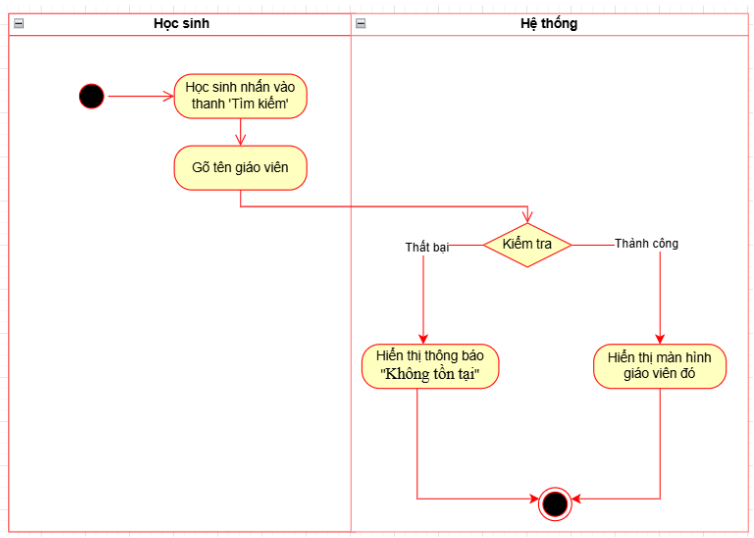 Học sinh
Hệ thống
Học sinh nhấn vào
thanh 'Tìm kiếm'
Gõ tên giáo viên
Kiểm tra
Thất bại
Thành công
Hiển thị thông báo
"Không tồn tại"
Hiển thị màn hình
giáo viên đó